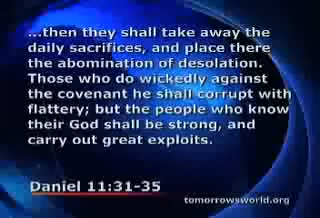 ...then they shall take away the
daily sacrifices, and place there
the abomination of desolation.
Those who do wickedly against
the covenant he shall corrupt with
flattery; but the people who know
their God shall be strong, and
carry out great exploits.
Daniel 11:31-35
tomorrowsworld.org